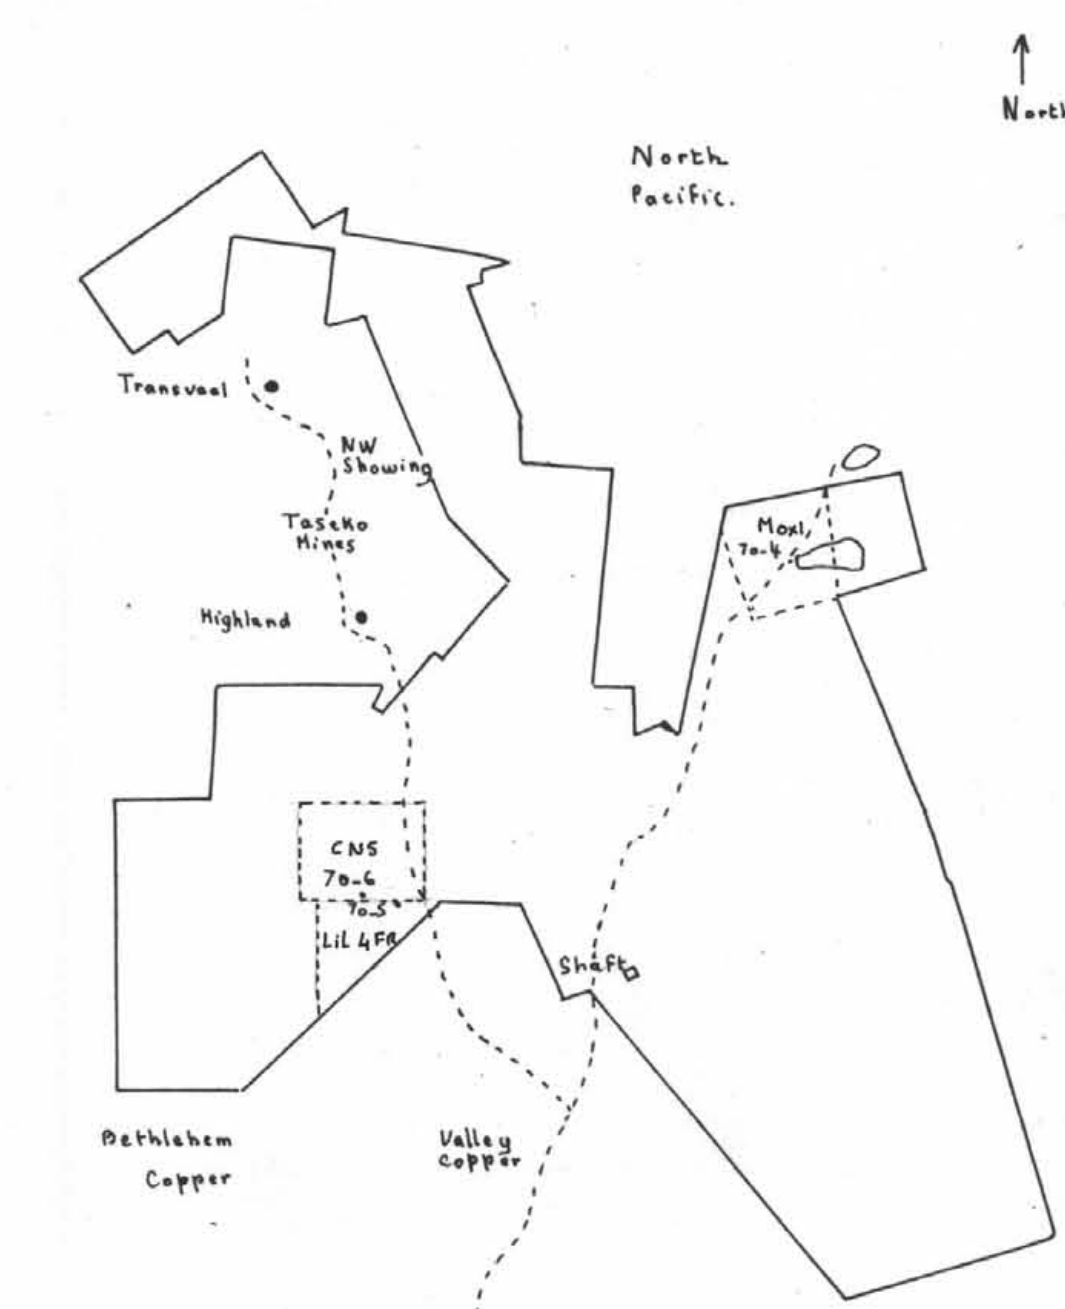 North
North
Pacific.
Transvaal
NW
Showing
Taseko
Mines
Moxl,
70-4
Highland
CN5
70-6
70-5
LiL 4FR
Shaft
Bethlehem
Copper
Valley
Copper